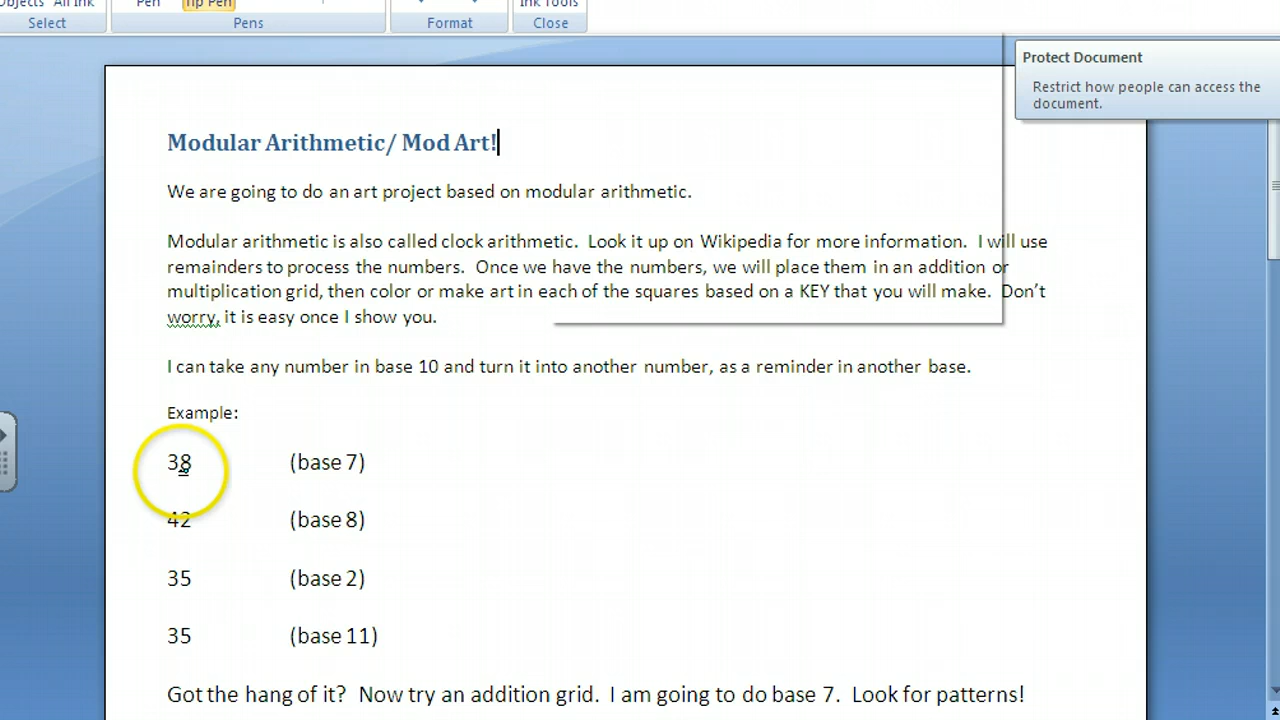 Objects All Ink Pen Tip Pen Ink Tools
Select Pens Format Close
Protect Document
Restrict how people can access the
document.
Modular Arithmetic/ Mod Art!
We are going to do an art project based on modular arithmetic.
Modular arithmetic is also called clock arithmetic.  Look it up on Wikipedia for more information.  I will use
remainders to process the numbers.  Once we have the numbers, we will place them in an addition or
multiplication grid, then color or make art in each of the squares based on a KEY that you will make.  Don’t
worry, it is easy once I show you.
I can take any number in base 10 and turn it into another number, as a reminder in another base.
Example:
38 (base 7)
42 (base 8)
35 (base 2)
35 (base 11)
Got the hang of it?  Now try an addition grid.  I am going to do base 7.  Look for patterns!